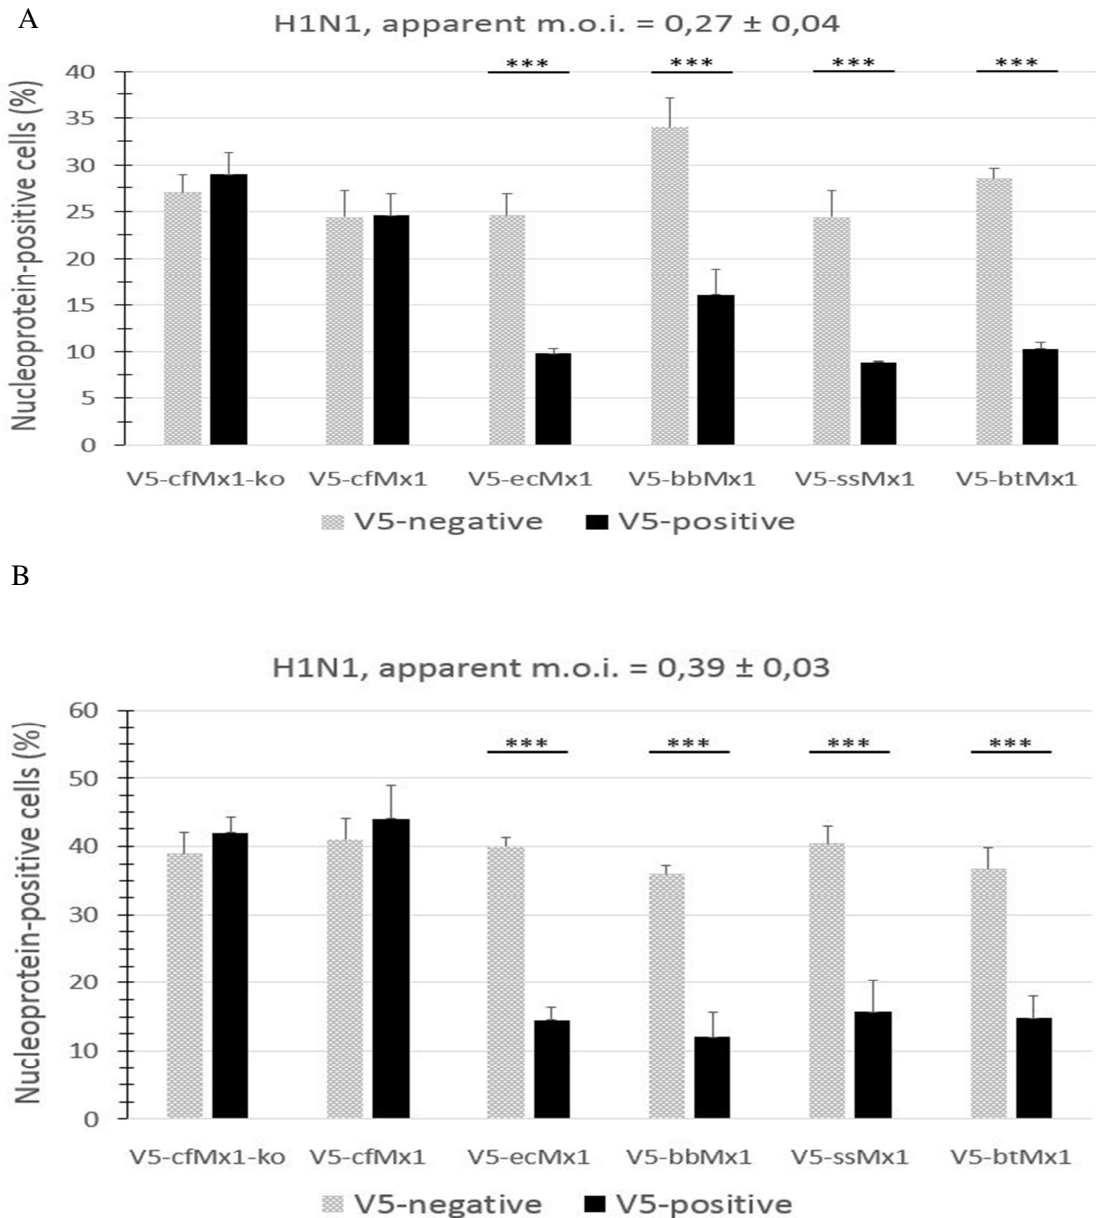 A
H1N1, apparent m.o.i. = 0,27 ± 0,04
Nucleoprotein-positive cells (%)
40
35
30
25
20
15
10
5
0
*** *** *** ***
V5-cfMx1-ko V5-cfMx1 V5-ecMx1 V5-bbMx1 V5-ssMx1 V5-btMx1
V5-negative V5-positive
B
H1N1, apparent m.o.i. = 0,39 ± 0,03
Nucleoprotein-positive cells (%)
60
50
40
30
20
10
0
*** *** *** ***
V5-cfMx1-ko V5-cfMx1 V5-ecMx1 V5-bbMx1 V5-ssMx1 V5-btMx1
V5-negative V5-positive